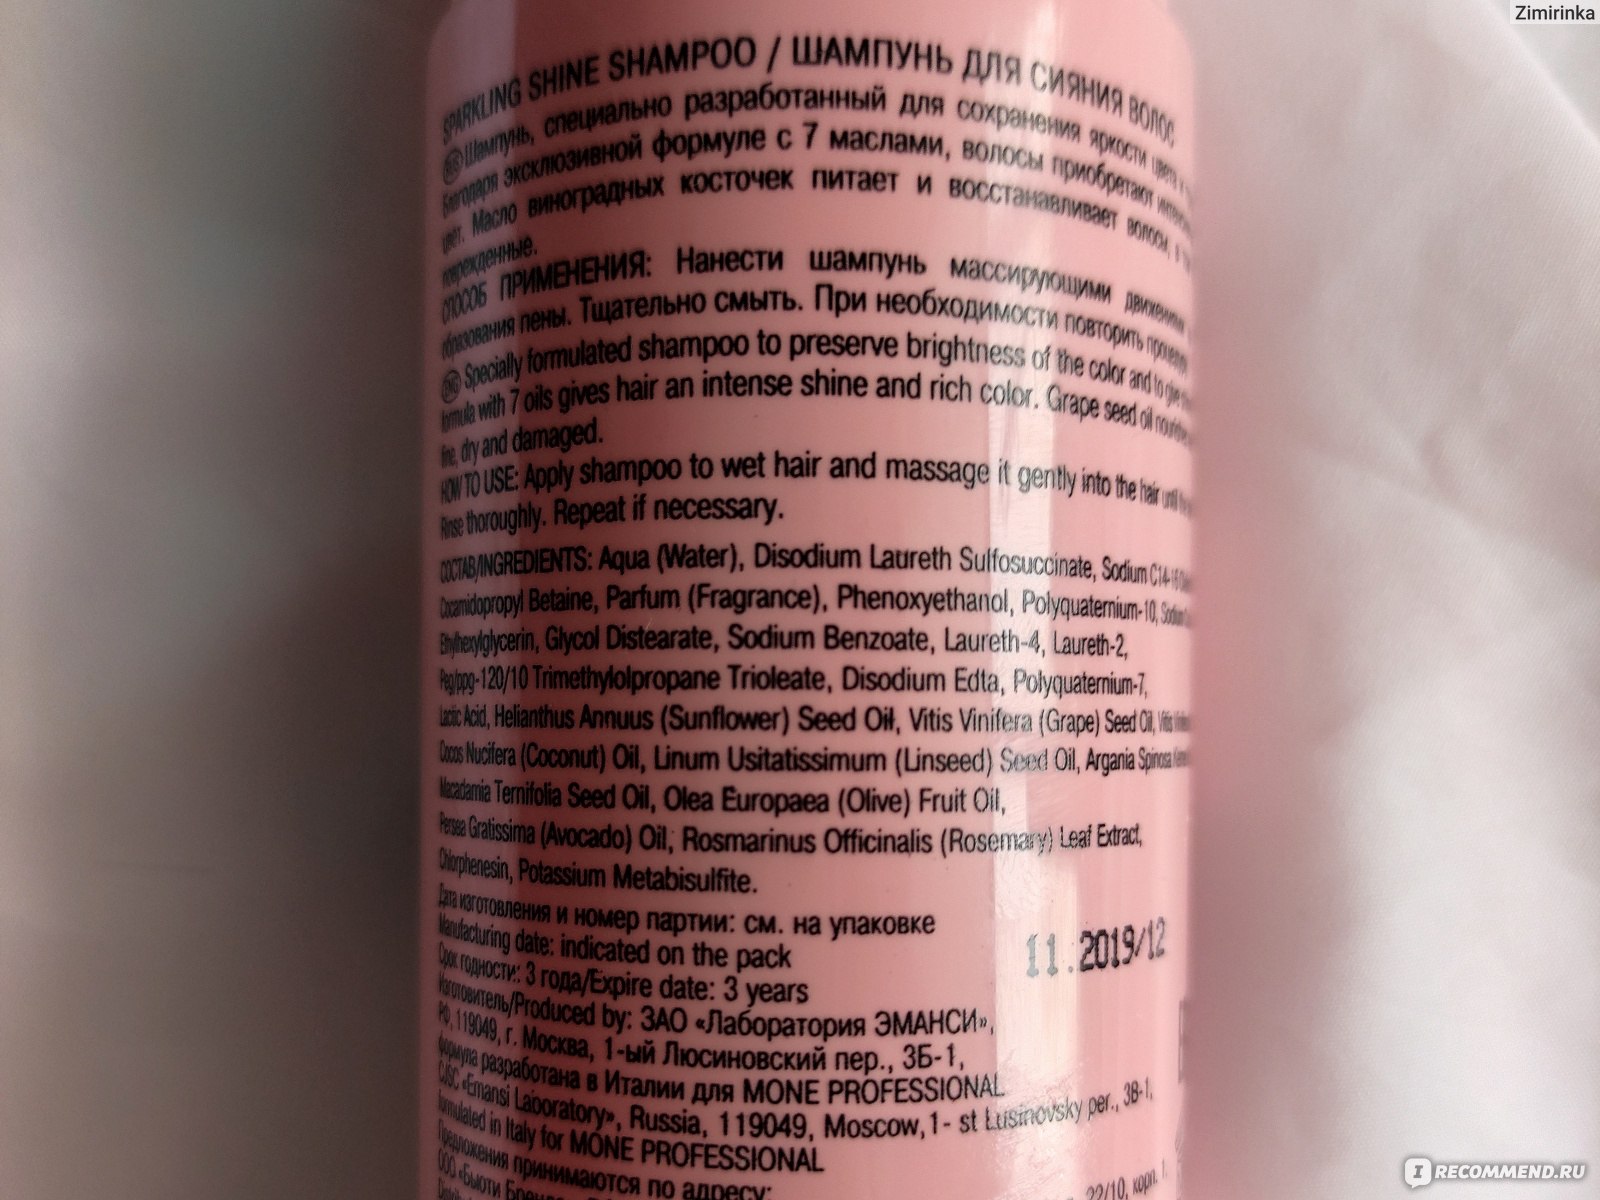 Zimirinka
SPARKLING SHINE SHAMPOO / ШАМПУНЬ ДЛЯ СИЯНИЯ ВОЛОС
Шампунь, специально разработанный для сохранения яркости цвета и
Благодаря эксклюзивной формуле с 7 маслами, волосы приобретают
цвет. Масло виноградных косточек питает и восстанавливает волосы,
поврежденные.
СПОСОБ ПРИМЕНЕНИЯ: Нанести шампунь массирующими движениями
образования пены. Тщательно смыть. При необходимости повторить
Specially formulated shampoo to preserve brightness of the color and to give
formula with 7 oils gives hair an intense shine and rich color. Grape seed oil
fine, dry and damaged.
HOW TO USE: Apply shampoo to wet hair and massage it gently into the hair until
Rinse thoroughly. Repeat if necessary.
СОСТАВ/INGREDIENTS: Aqua (Water), Disodium Laureth Sulfosuccinate, Sodium
Cocamidopropyl Betaine, Parfum (Fragrance), Phenoxyethanol, Polyquaternium-10, Sodium
Ethylhexylglycerin, Glycol Distearate, Sodium Benzoate, Laureth-4, Laureth-2,
Peg/ppg-120/10 Trimethylolpropane Trioleate, Disodium Edta, Polyquaternium-7,
Lactic Acid, Helianthus Annuus (Sunflower) Seed Oil, Vitis Vinifera (Grape) Seed Oil,
Cocos Nucifera (Coconut) Oil, Linum Usitatissimum (Linseed) Seed Oil, Argania Spinosa
Macadamia Ternifolia Seed Oil, Olea Europaea (Olive) Fruit Oil,
Persea Gratissima (Avocado) Oil, Rosmarinus Officinalis (Rosemary) Leaf Extract,
Chlorphenesin, Potassium Metabisulfite.
Дата изготовления и номер партии: см. на упаковке
Manufacturing date: indicated on the pack
11.2019/12
Срок годности: 3 года/Expire date: 3 years
Изготовитель/Produced by: ЗАО «Лаборатория ЭМАНСИ»,
РФ, 119049, г. Москва, 1-ый Люсиновский пер., 3Б-1,
формула разработана в Италии для MONE PROFESSIONAL
CJSC «Emansi Laboratory», Russia, 119049, Moscow,1- st Lusinovsky per., 3B-1,
formulated in Italy for MONE PROFESSIONAL
Предложения принимаются по адресу:
ООО «Бьюти 22/10, корп. 1,
IRECOMMEND.RU